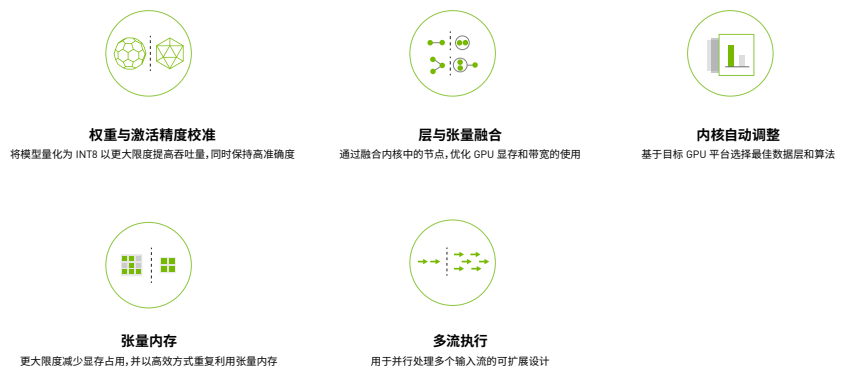 权重与激活精度校准
将模型量化为 INT8 以更大限度提高吞吐量,同时保持高准确度
层与张量融合
通过融合内核中的节点,优化 GPU 显存和带宽的使用
内核自动调整
基于目标 GPU 平台选择最佳数据层和算法
张量内存
更大限度减少显存占用,并以高效方式重复利用张量内存
多流执行
用于并行处理多个输入流的可扩展设计